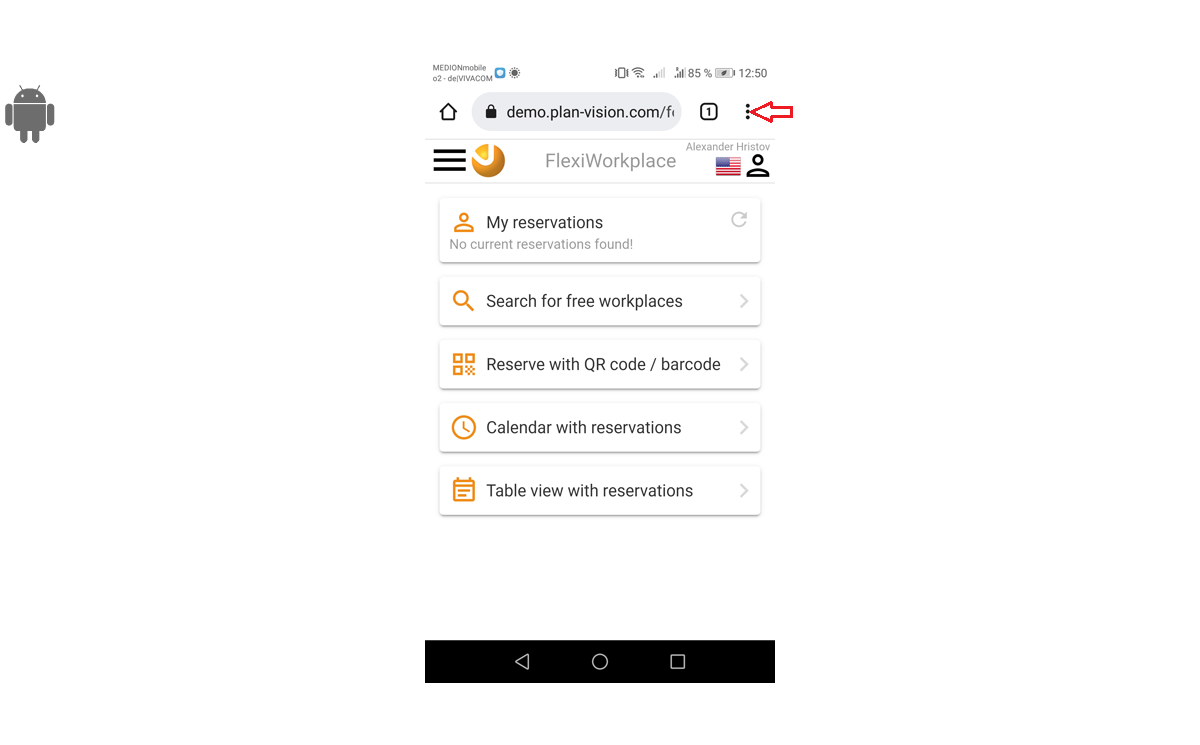 MEDIONmobile
o2 - de|VIVACOM
85 % 12:50
demo.plan-vision.com/f
1
Alexander Hristov
FlexiWorkplace
My reservations
No current reservations found!
Search for free workplaces
Reserve with QR code / barcode
Calendar with reservations
Table view with reservations